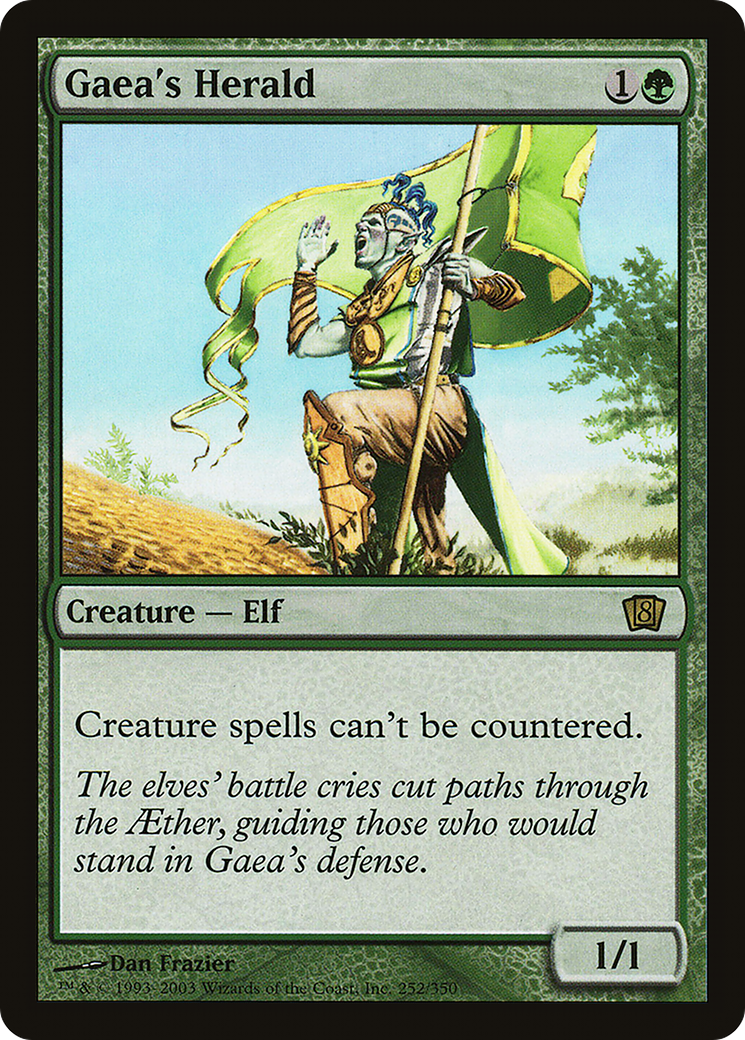 Gaea's Herald
1
Creature — Elf
8
Creature spells can't be countered.
The elves' battle cries cut paths through
the Æther, guiding those who would
stand in Gaea's defense.
1/1
Dan Frazier
™ & © 1993-2003 Wizards of the Coast, Inc. 252/350